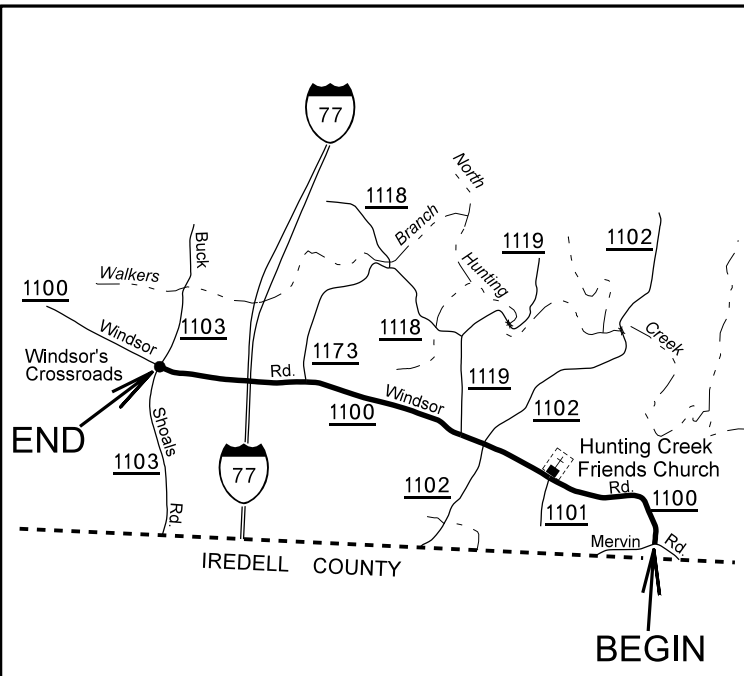 77
North
1118
Branch
1119
1102
Buck
Hunting
Walkers
1100
Windsor
1103
1118
Creek
Windsor's
Crossroads
1173
Rd.
1119
Windsor
1100
1102
END
Shoals
1103
77
Hunting Creek
Friends Church
Rd.
1102
1100
1101
Rd.
Mervin
Rd.
IREDELL COUNTY
BEGIN